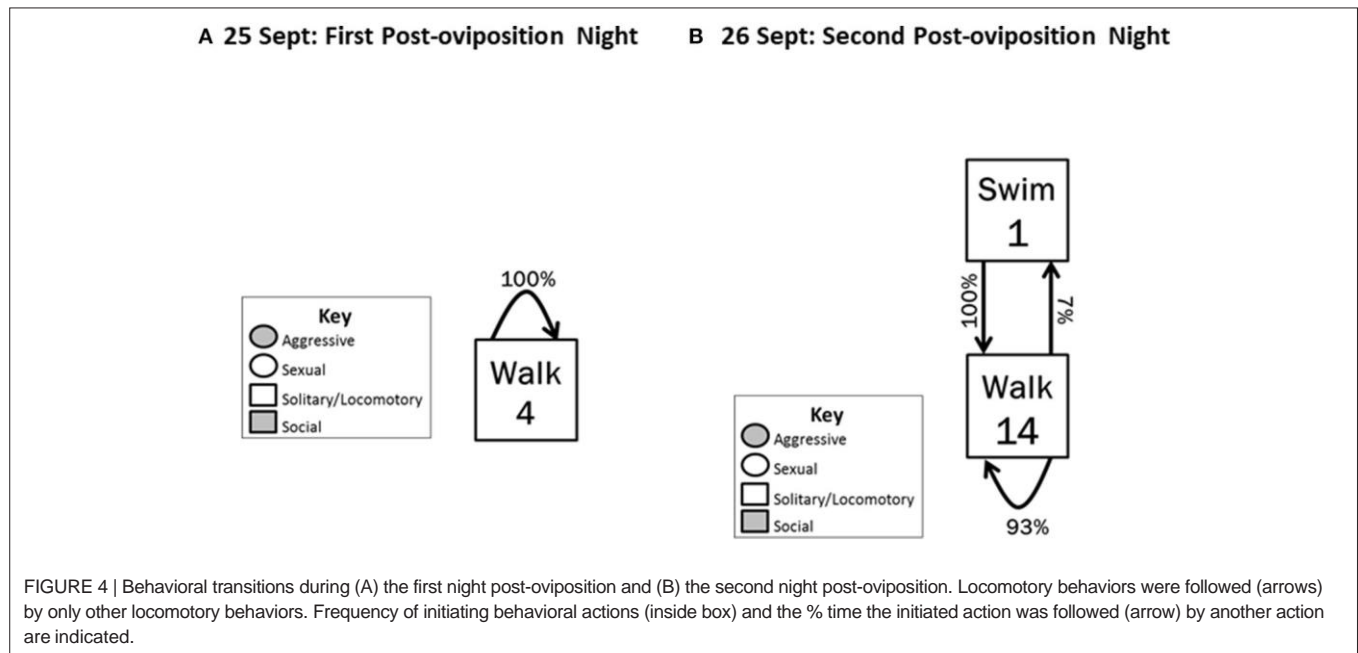 A 25 Sept: First Post-oviposition Night
B 26 Sept: Second Post-oviposition Night
100%
Walk
4
Key
Aggressive
Sexual
Solitary/Locomotory
Social
Swim
1
100%
7%
Walk
14
93%
Key
Aggressive
Sexual
Solitary/Locomotory
Social
FIGURE 4 | Behavioral transitions during (A) the first night post-oviposition and (B) the second night post-oviposition. Locomotory behaviors were followed (arrows)
by only other locomotory behaviors. Frequency of initiating behavioral actions (inside box) and the % time the initiated action was followed (arrow) by another action
are indicated.